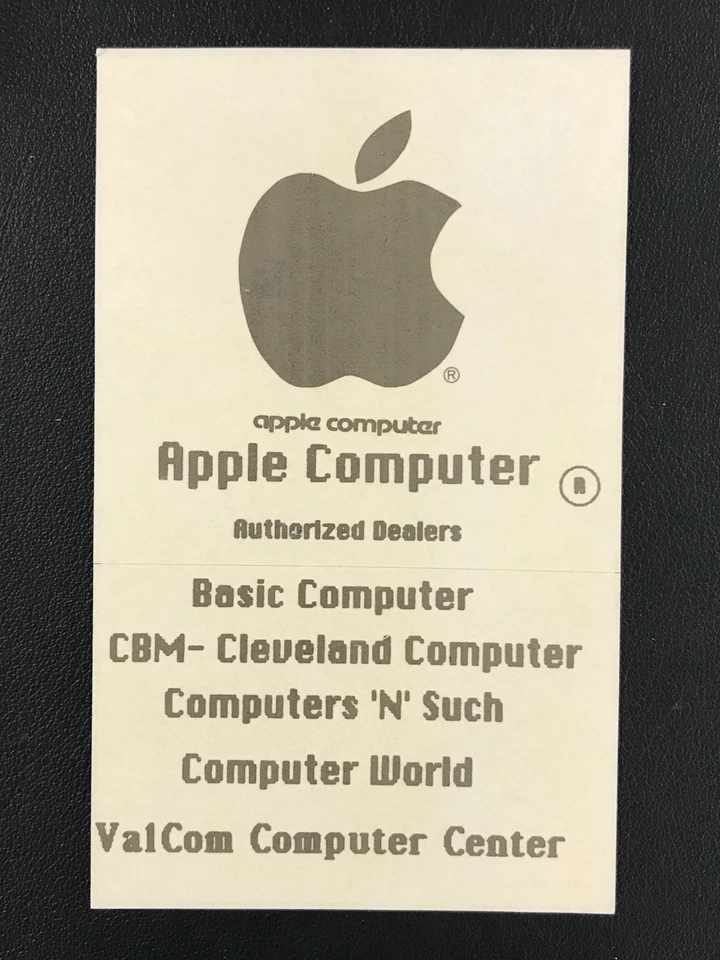 ®
apple computer
Apple Computer ®
Authorized Dealers
Basic Computer
CBM- Cleveland Computer
Computers 'N' Such
Computer World
ValCom Computer Center